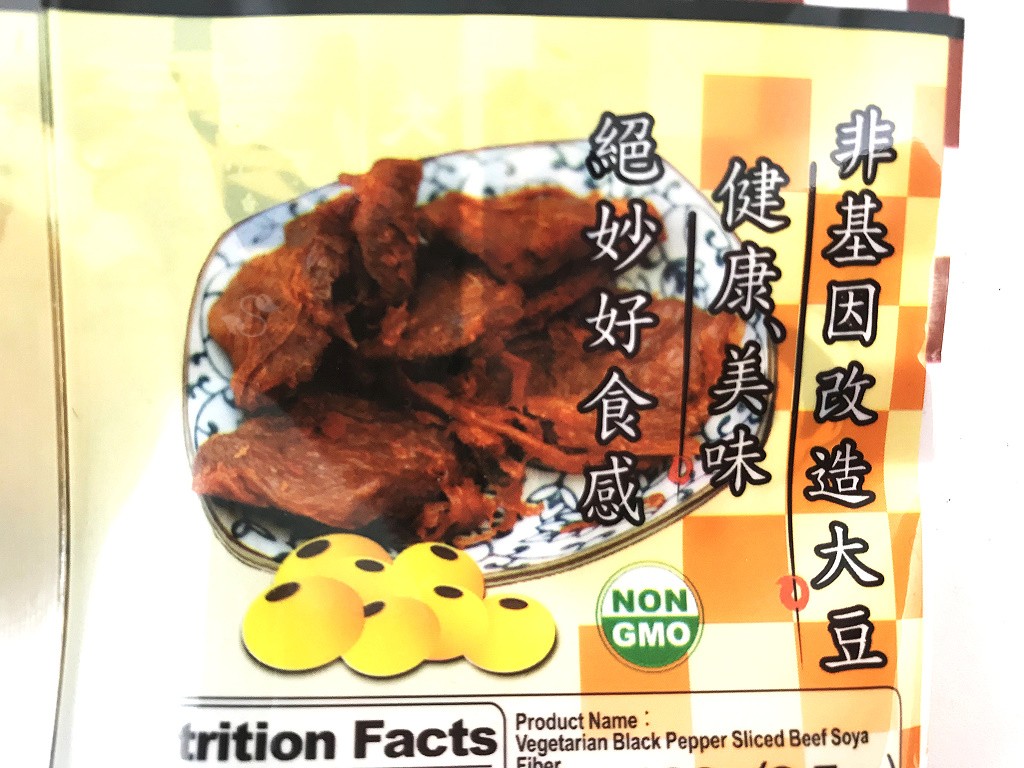 非基因改造大豆
健康、美味
絕妙好食感
NON
GMO
trition Facts
Product Name：
Vegetarian Black Pepper Sliced Beef Soya
Fiber